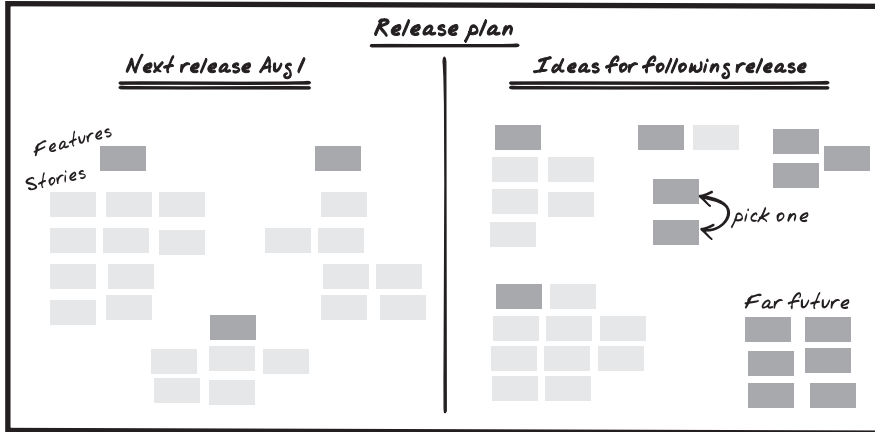 Release plan
Next release Aug 1
Ideas for following release
Features
Stories
pick one
Far future